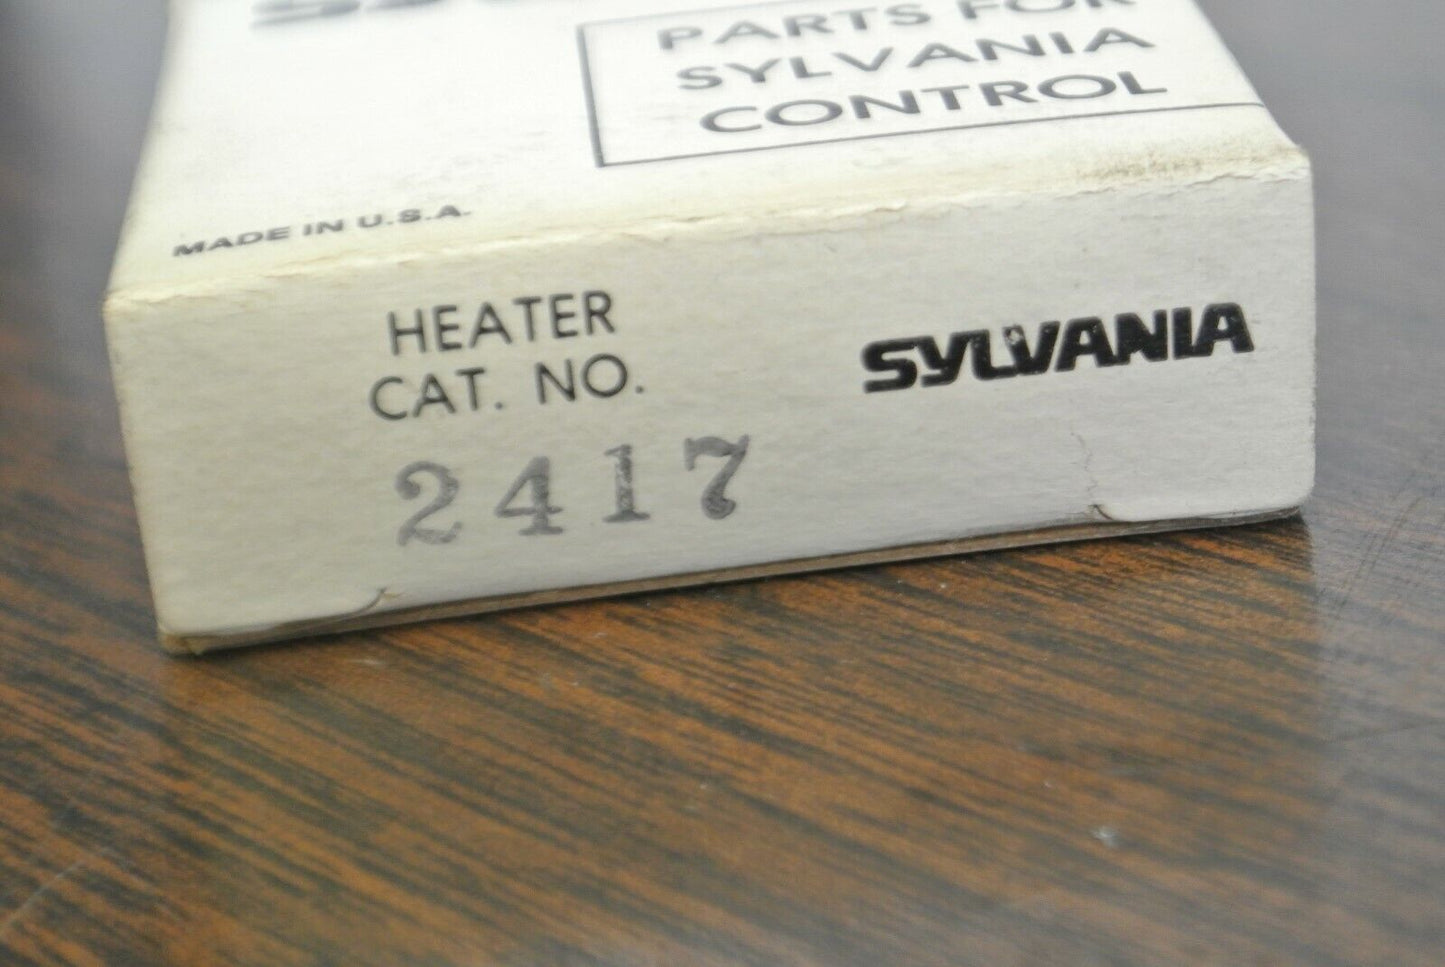 PARTS FOR
SYLVANIA
CONTROL
MADE IN U.S.A.
HEATER
CAT. NO.
2417
SYLVANIA